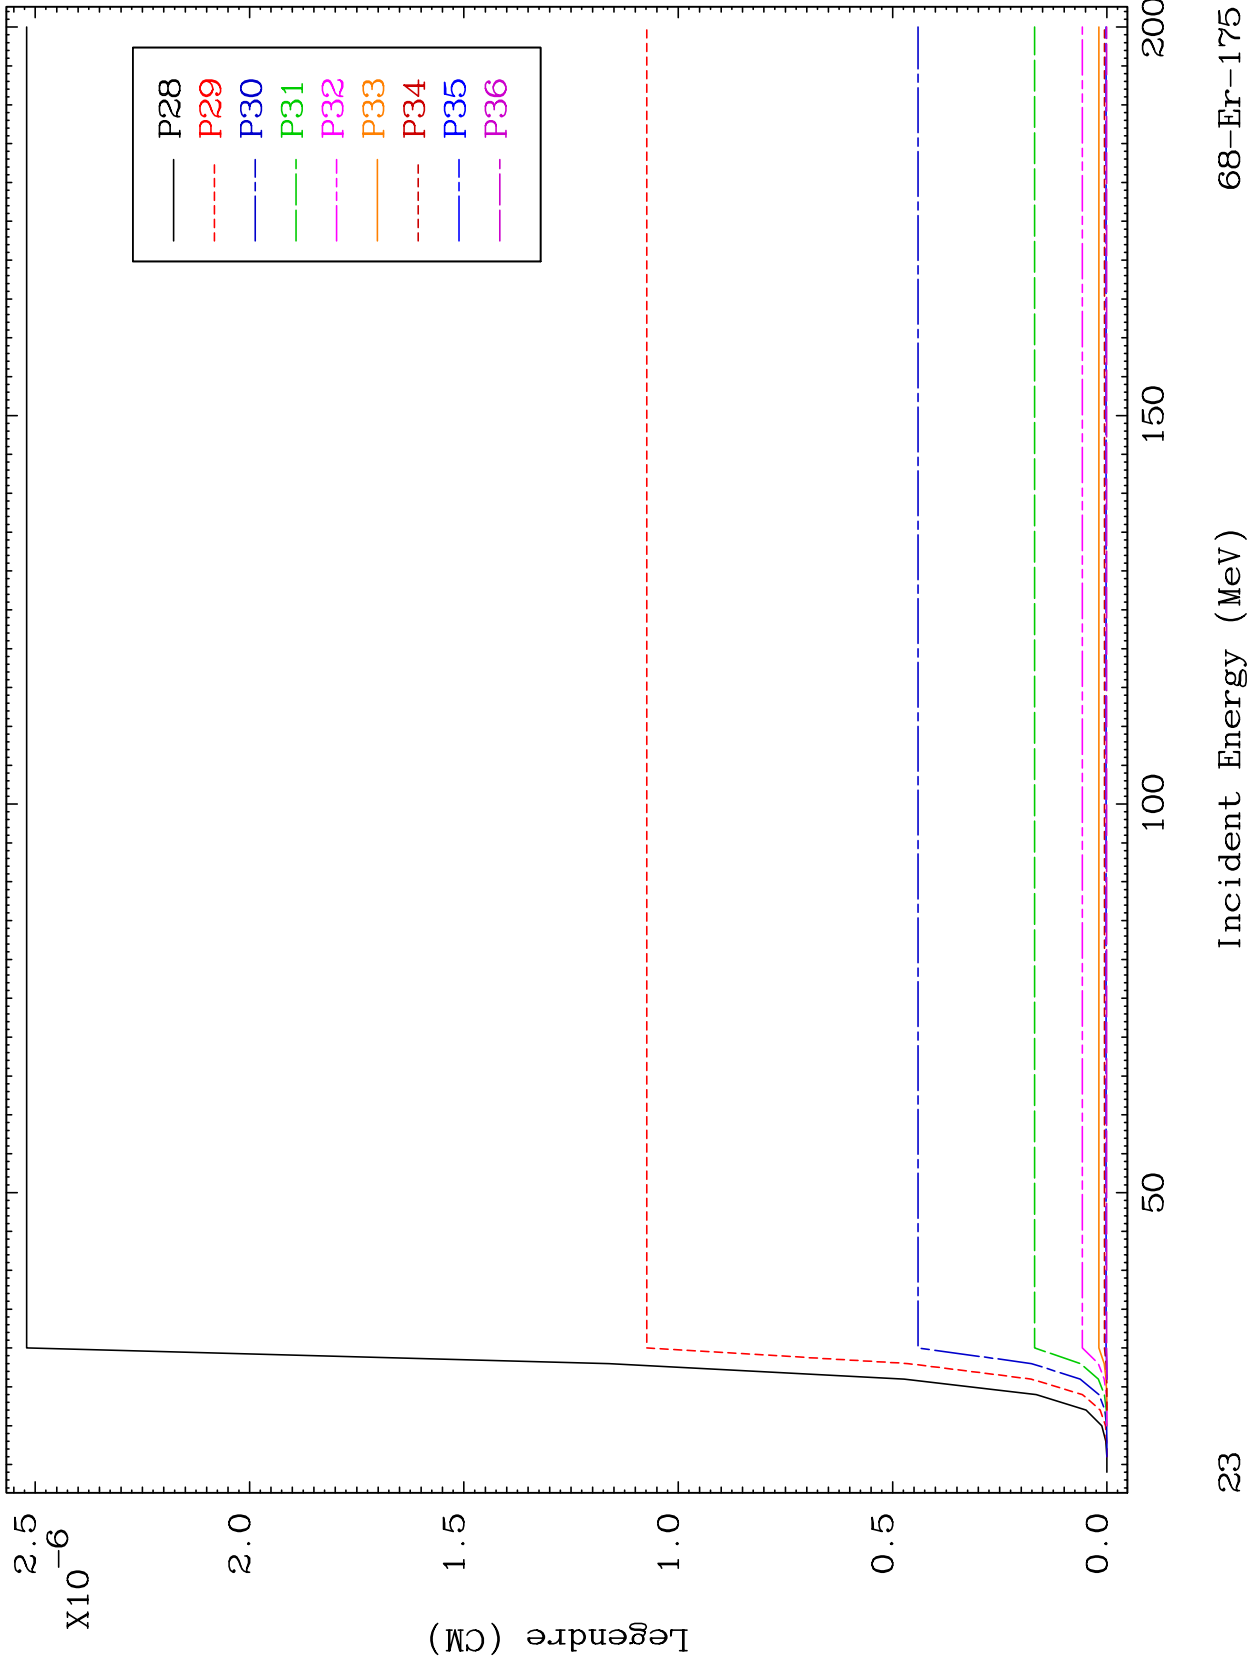 Legendre (CM)
X10-6
2.5
2.0
1.5
1.0
0.5
0.0
P28
P29
P30
P31
P32
P33
P34
P35
P36
50
100
150
200
23
Incident Energy (MeV)
68-Er-175